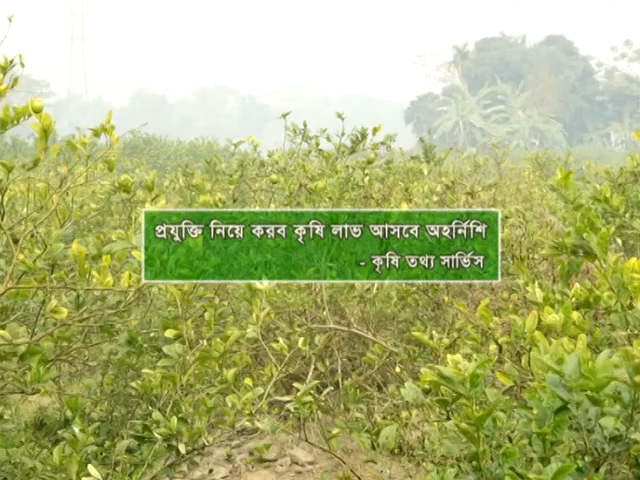 প্রযুক্তি নিয়ে করব কৃষি লাভ আসবে অহর্নিশি
- কৃষি তথ্য সার্ভিস